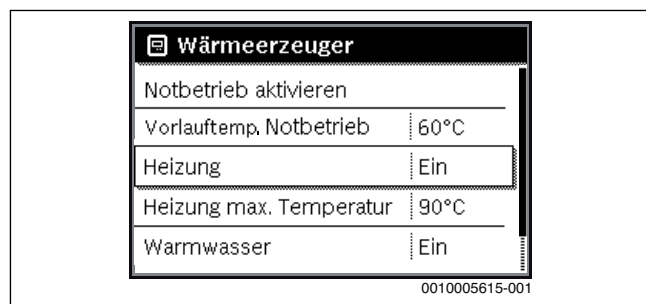 Wärmeerzeuger
Notbetrieb aktivieren
Vorlauftemp. Notbetrieb 60°C
Heizung Ein
Heizung max. Temperatur 90°C
Warmwasser Ein
0010005615-001